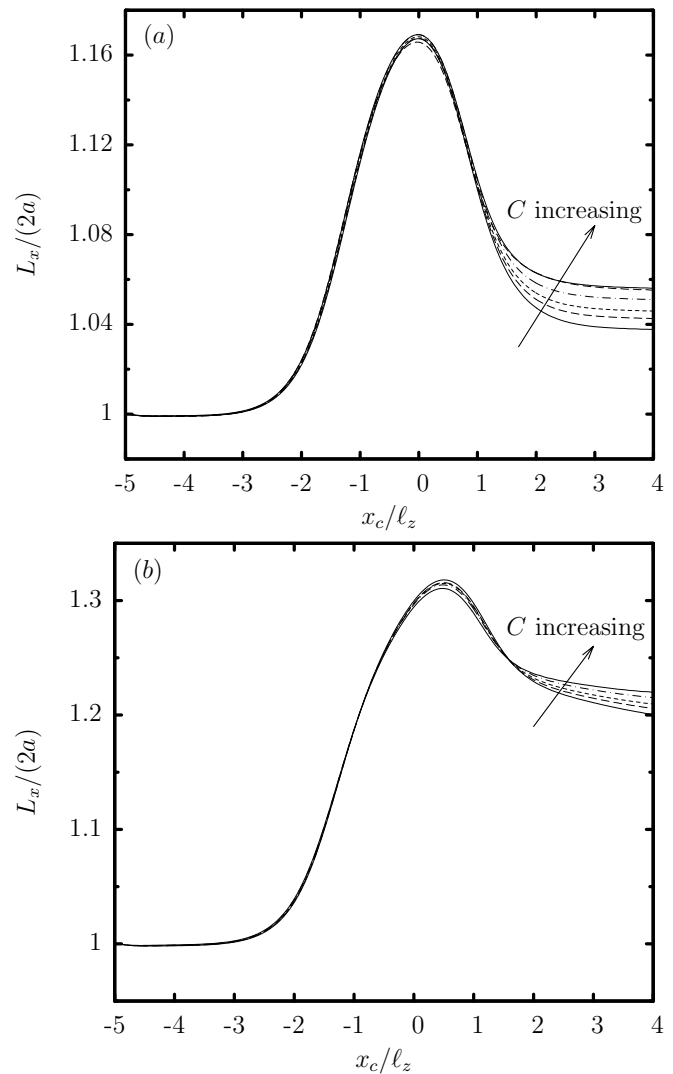 (a)
1.16
1.12
1.08
1.04
1
L_x/(2a)
C increasing
-5 -4 -3 -2 -1 0 1 2 3 4
x_c/ℓ_z
(b)
1.3
1.2
1.1
1
L_x/(2a)
C increasing
-5 -4 -3 -2 -1 0 1 2 3 4
x_c/ℓ_z